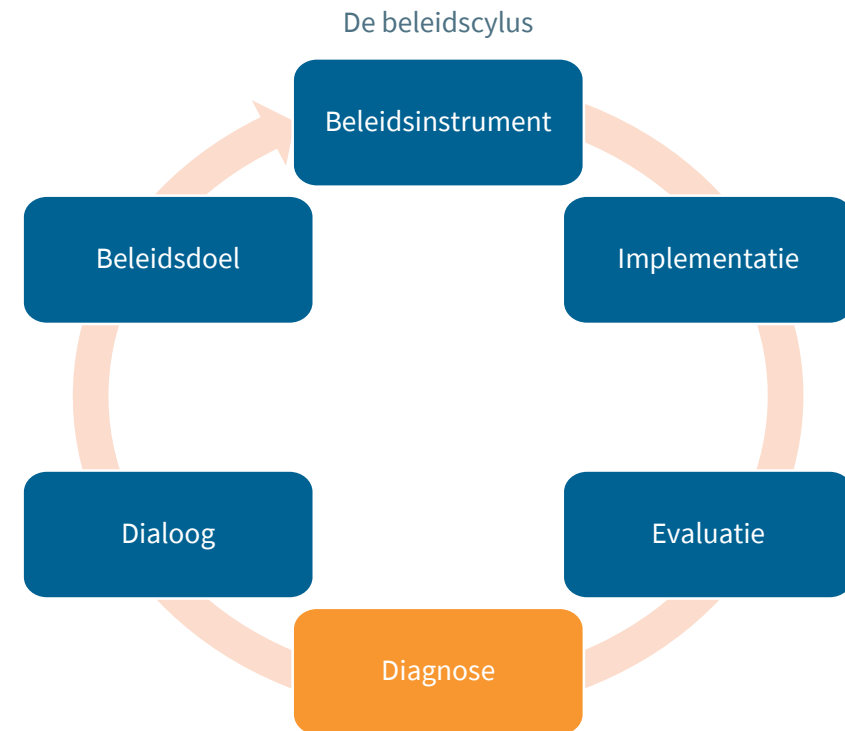 De beleidscylus
Beleidsinstrument
Beleidsdoel
Implementatie
Dialoog
Evaluatie
Diagnose